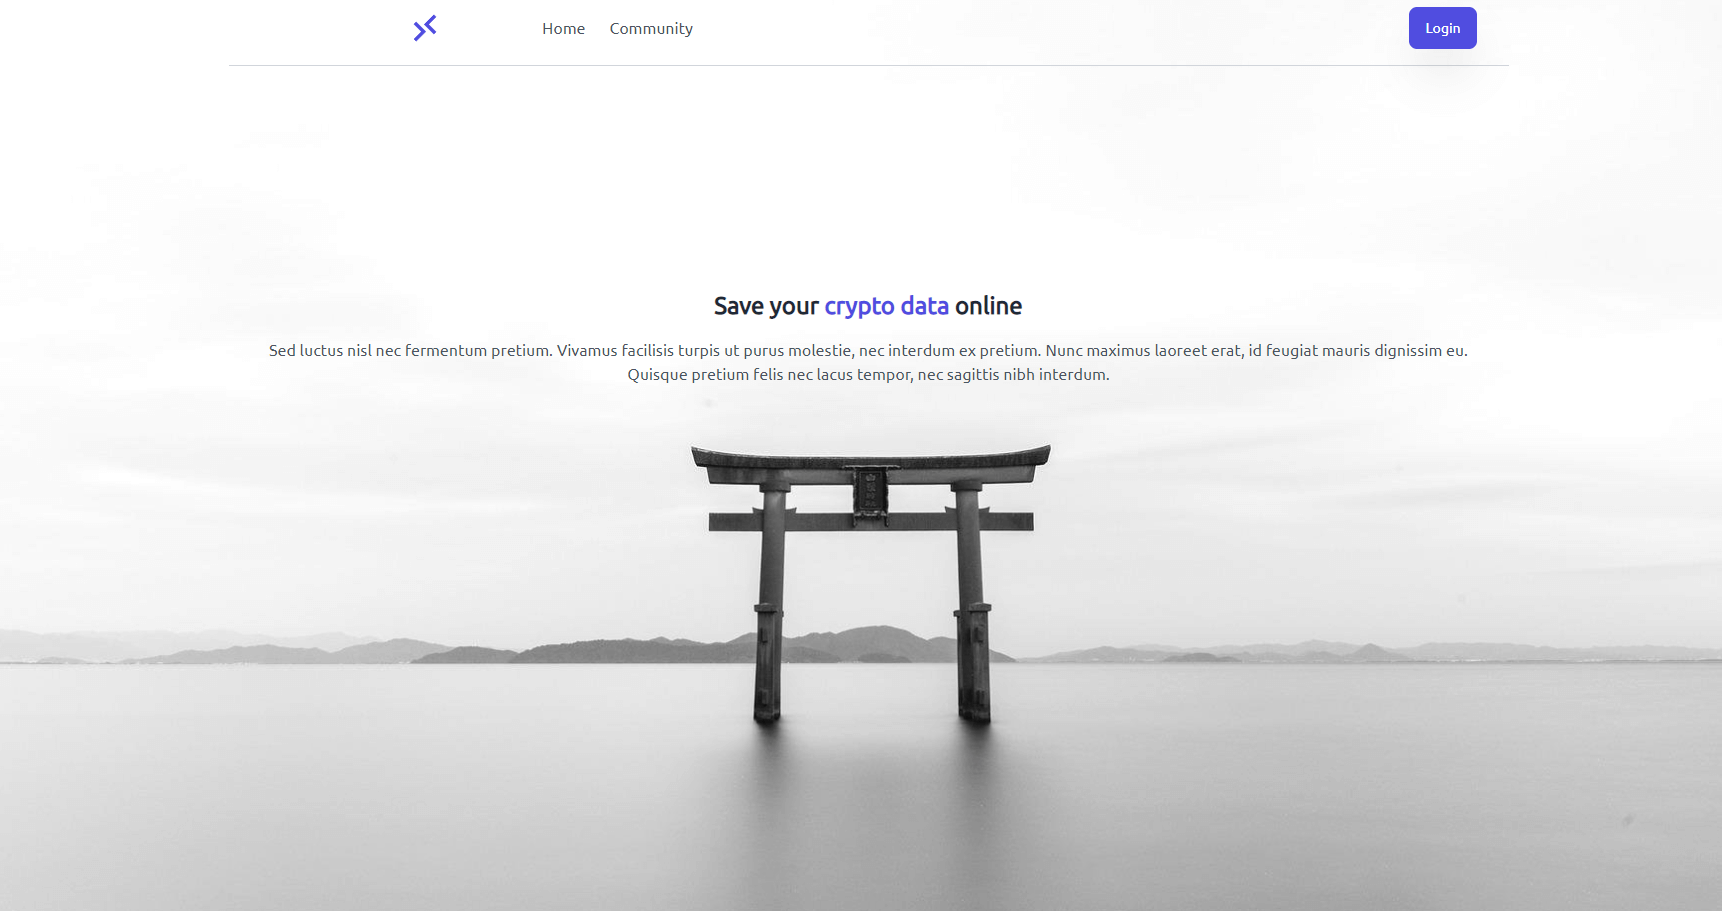 Home Community Login
Save your crypto data online
Sed luctus nisl nec fermentum pretium. Vivamus facilisis turpis ut purus molestie, nec interdum ex pretium. Nunc maximus laoreet erat, id feugiat mauris dignissim eu.
Quisque pretium felis nec lacus tempor, nec sagittis nibh interdum.